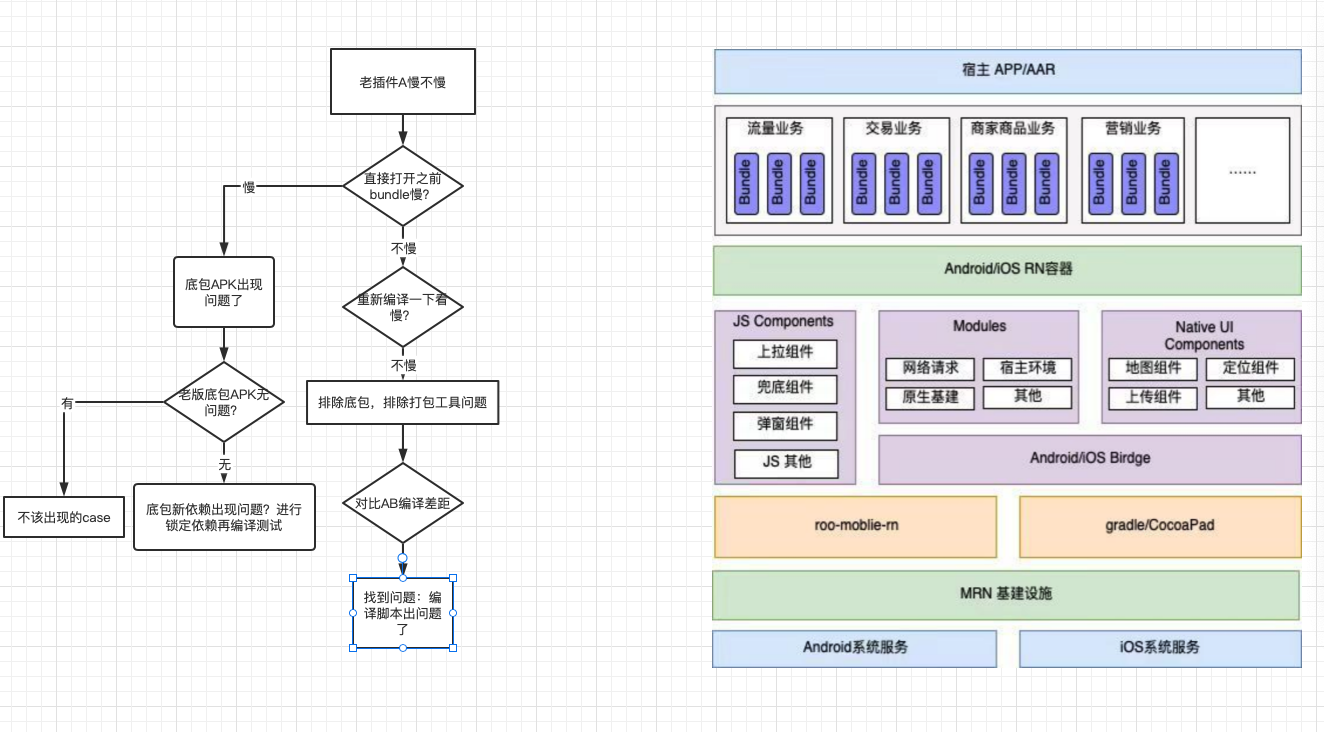 老插件A慢不慢
直接打开之前
bundle慢?
慢
不慢
底包APK出现
问题了
重新编译一下看
慢?
不慢
老版底包APK无
问题?
有
无
排除底包，排除打包工具问题
不该出现的case
底包新依赖出现问题？进行
锁定依赖再编译测试
对比AB编译差距
找到问题：编
译脚本出问题
了
宿主 APP/AAR
流量业务
Bundle
Bundle
Bundle
交易业务
Bundle
Bundle
Bundle
商家商品业务
Bundle
Bundle
Bundle
营销业务
Bundle
Bundle
Bundle
......
Android/iOS RN容器
JS Components
上拉组件
兜底组件
弹窗组件
JS 其他
Modules
网络请求
宿主环境
原生基建
其他
Native UI
Components
地图组件
定位组件
上传组件
其他
Android/iOS Birdge
roo-moblie-rn
gradle/CocoaPad
MRN 基建设施
Android系统服务
iOS系统服务